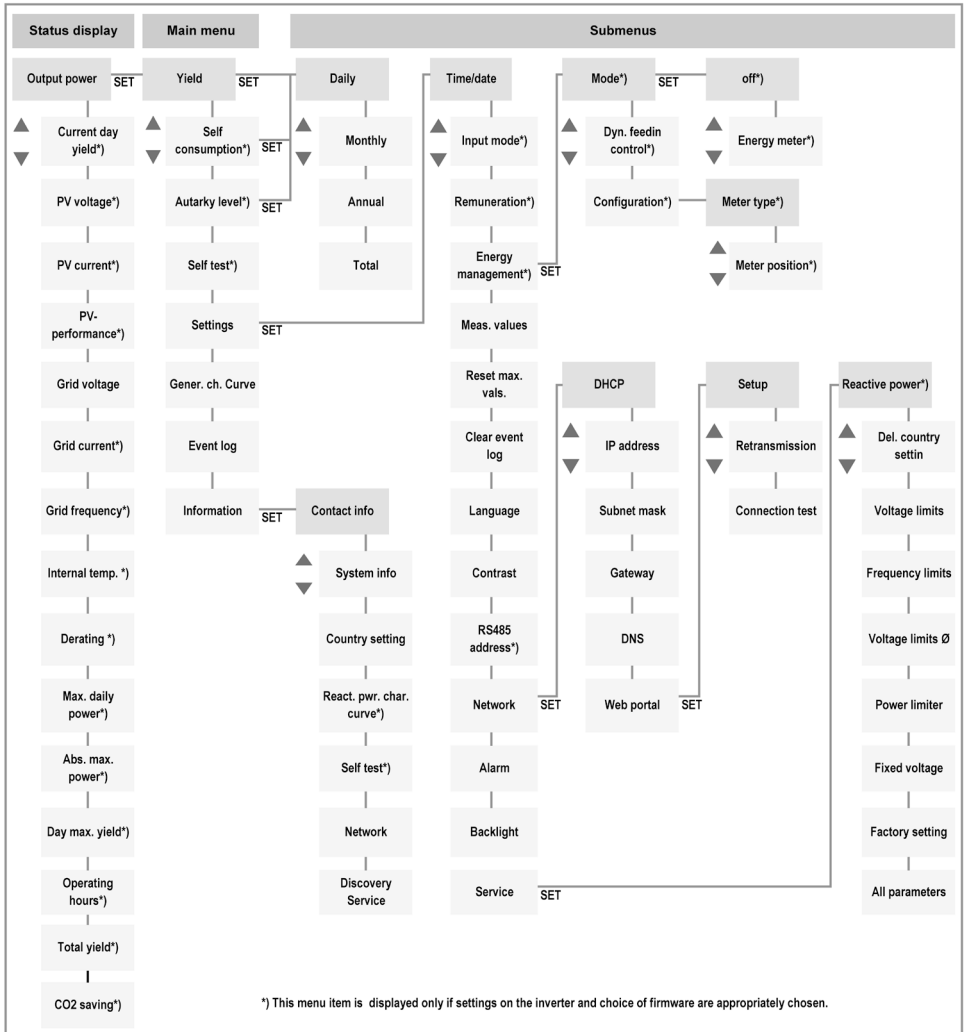 Status display
Main menu
Submenus
Output power
SET
Yield
SET
Daily
Time/date
Mode*)
SET
off*)
Current day
yield*)
PV voltage*)
PV current*)
PV-
performance*)
Grid voltage
Grid current*)
Grid frequency*)
Internal temp. *)
Derating *)
Max. daily
power*)
Abs. max.
power*)
Day max. yield*)
Operating
hours*)
Total yield*)
CO2 saving*)
Self
consumption*)
SET
Autarky level*)
SET
Self test*)
Settings
SET
Gener. ch. Curve
Event log
Information
SET
Monthly
Annual
Total
Contact info
System info
Country setting
React. pwr. char.
curve*)
Self test*)
Network
Discovery
Service
Input mode*)
Remuneration*)
Energy
management*)
SET
Meas. values
Reset max.
vals.
Clear event
log
Language
Contrast
RS485
address*)
Network
SET
Alarm
Backlight
Service
SET
Dyn. feedin
control*)
Configuration*)
Energy meter*)
Meter type*)
Meter position*)
DHCP
IP address
Subnet mask
Gateway
DNS
Web portal
SET
Setup
Retransmission
Connection test
Reactive power*)
Del. country
settin
Voltage limits
Frequency limits
Voltage limits Ø
Power limiter
Fixed voltage
Factory setting
All parameters
*) This menu item is displayed only if settings on the inverter and choice of firmware are appropriately chosen.